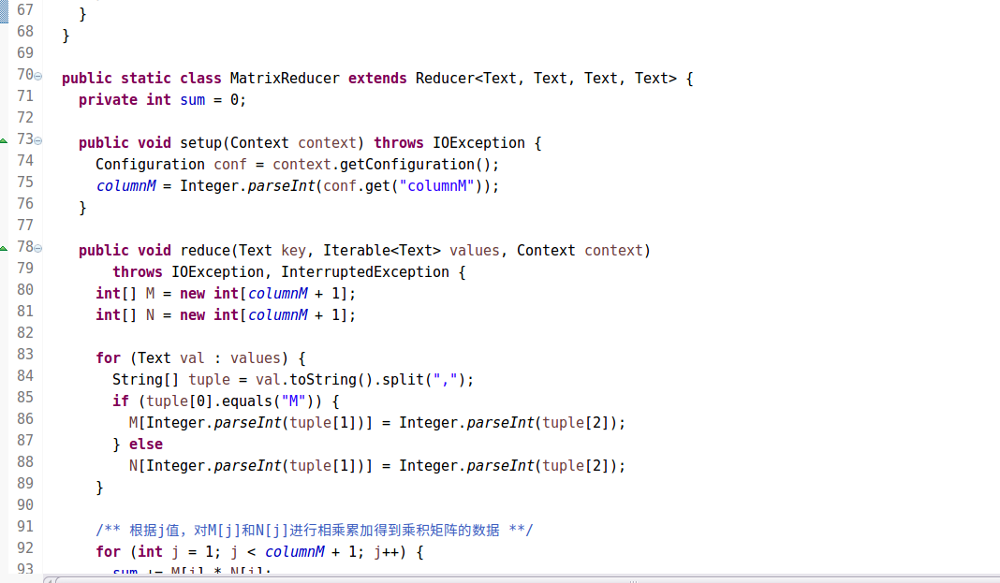 67 }
68 }
69
70 public static class MatrixReducer extends Reducer<Text, Text, Text, Text> {
71 private int sum = 0;
72
73 public void setup(Context context) throws IOException {
74 Configuration conf = context.getConfiguration();
75 columnM = Integer.parseInt(conf.get("columnM"));
76 }
77
78 public void reduce(Text key, Iterable<Text> values, Context context)
79 throws IOException, InterruptedException {
80 int[] M = new int[columnM + 1];
81 int[] N = new int[columnM + 1];
82
83 for (Text val : values) {
84 String[] tuple = val.toString().split(",");
85 if (tuple[0].equals("M")) {
86 M[Integer.parseInt(tuple[1])] = Integer.parseInt(tuple[2]);
87 } else
88 N[Integer.parseInt(tuple[1])] = Integer.parseInt(tuple[2]);
89 }
90
91 /** 根据j值，对M[j]和N[j]进行相乘累加得到乘积矩阵的数据 **/
92 for (int j = 1; j < columnM + 1; j++) {
93 sum += M[j] * N[j];